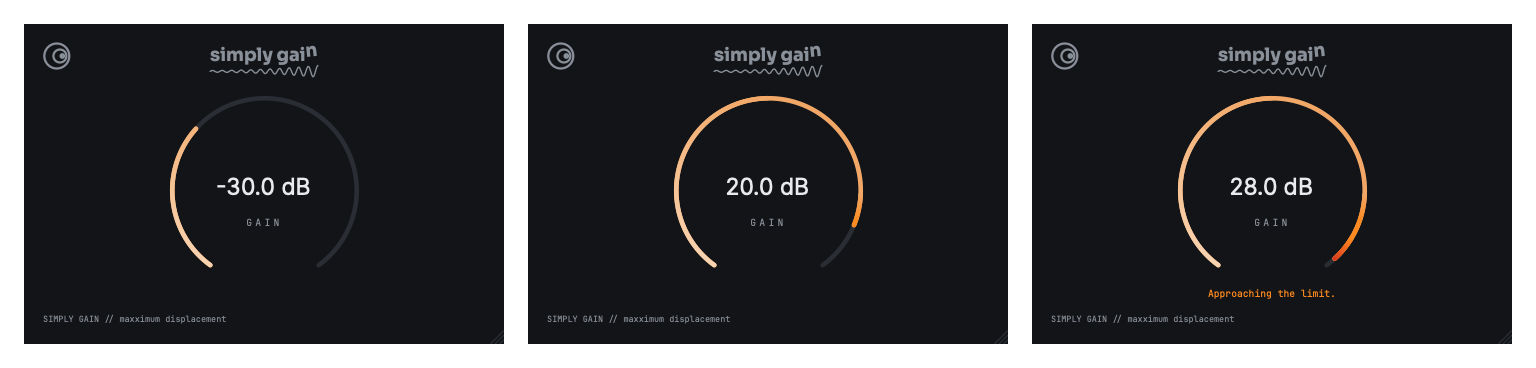 simply gain
-30.0 dB
GAIN
SIMPLY GAIN // maxximum displacement
simply gain
20.0 dB
GAIN
SIMPLY GAIN // maxximum displacement
simply gain
28.0 dB
GAIN
Approaching the limit.
SIMPLY GAIN // maxximum displacement